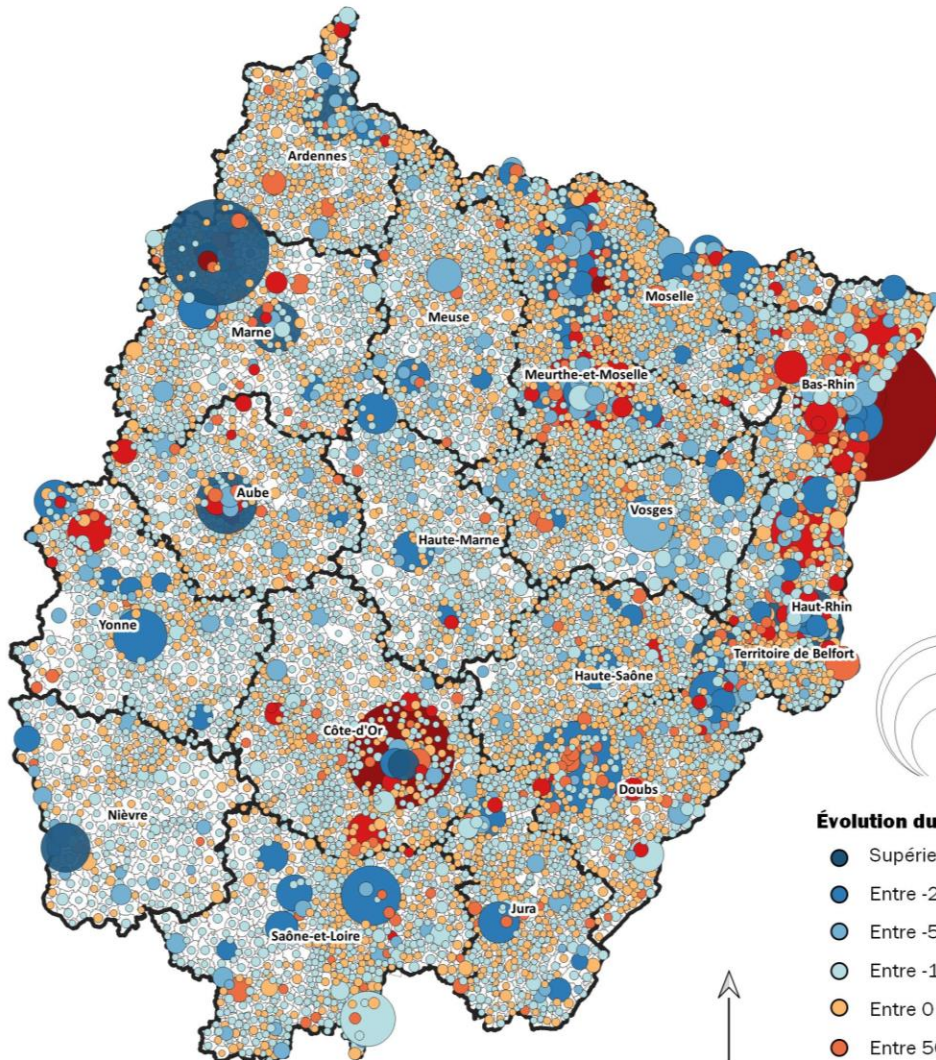 Ardennes
Marne
Meuse
Moselle
Meurthe-et-Moselle
Bas-Rhin
Aube
Haute-Marne
Vosges
Haut-Rhin
Yonne
Territoire de Belfort
Haute-Saône
Côte-d'Or
Doubs
Nièvre
Jura
Saône-et-Loire
Évolution du
Supérie
Entre -2
Entre -5
Entre -1
Entre 0
Entre 50